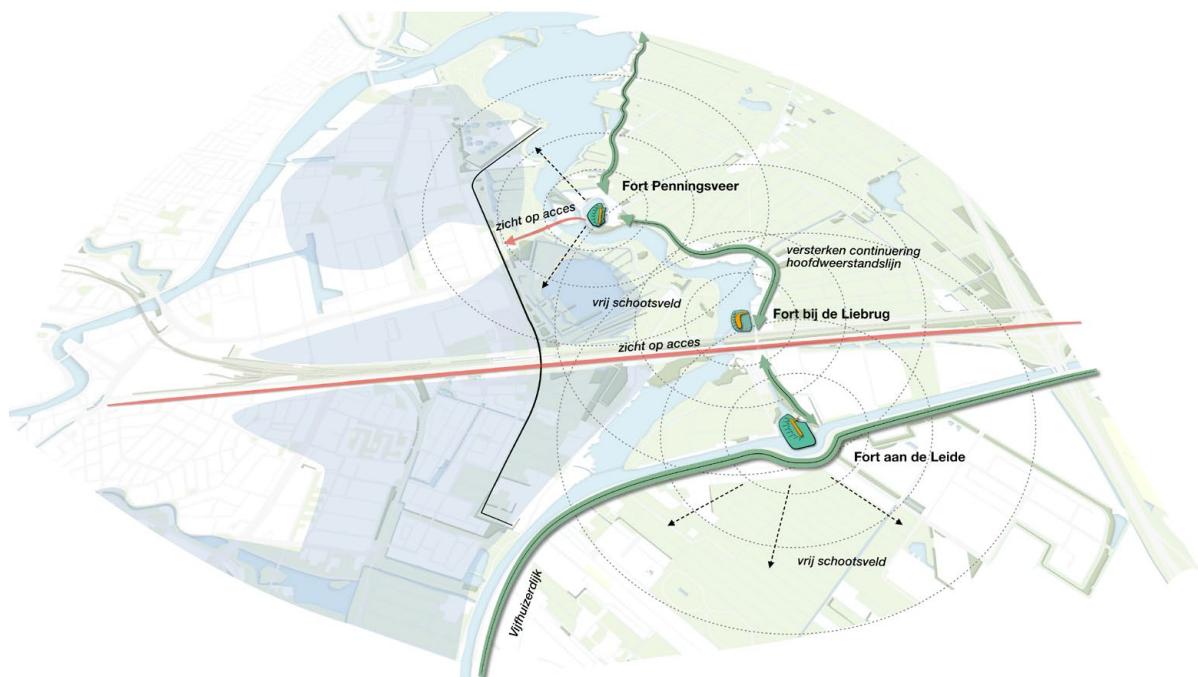 Fort Penningsveer
zicht op acces
versterken continuering
hoofdweerstandslijn
vrij schootsveld
Fort bij de Liebrug
zicht op acces
Fort aan de Leide
vrij schootsveld
Vijfhuizerdijk